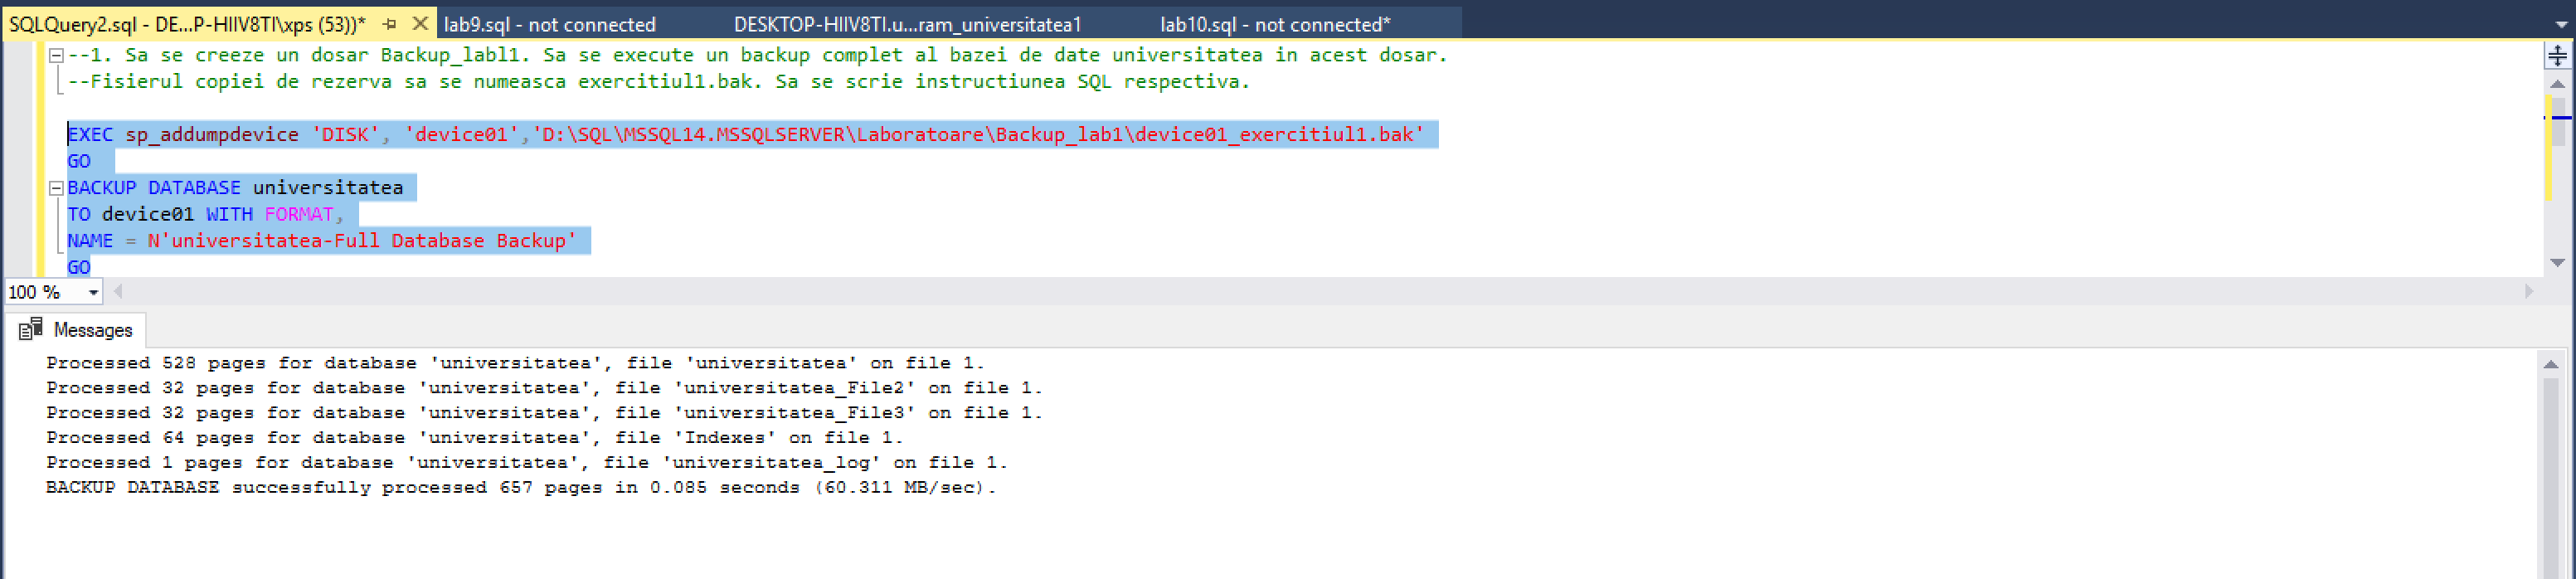 SQLQuery2.sql - DE...P-HIIV8TI\xps (53))* lab9.sql - not connected DESKTOP-HIIV8TI.u...ram_universitatea1 lab10.sql - not connected*
--1. Sa se creeze un dosar Backup_labl1. Sa se execute un backup complet al bazei de date universitatea in acest dosar.
--Fisierul copiei de rezerva sa se numeasca exercitiul1.bak. Sa se scrie instructiunea SQL respectiva.
EXEC sp_addumpdevice 'DISK', 'device01','D:\SQL\MSSQL14.MSSQLSERVER\Laboratoare\Backup_lab1\device01_exercitiul1.bak'
GO
BACKUP DATABASE universitatea
TO device01 WITH FORMAT,
NAME = N'universitatea-Full Database Backup'
GO
100 %
Messages
Processed 528 pages for database 'universitatea', file 'universitatea' on file 1.
Processed 32 pages for database 'universitatea', file 'universitatea_File2' on file 1.
Processed 32 pages for database 'universitatea', file 'universitatea_File3' on file 1.
Processed 64 pages for database 'universitatea', file 'Indexes' on file 1.
Processed 1 pages for database 'universitatea', file 'universitatea_log' on file 1.
BACKUP DATABASE successfully processed 657 pages in 0.085 seconds (60.311 MB/sec).